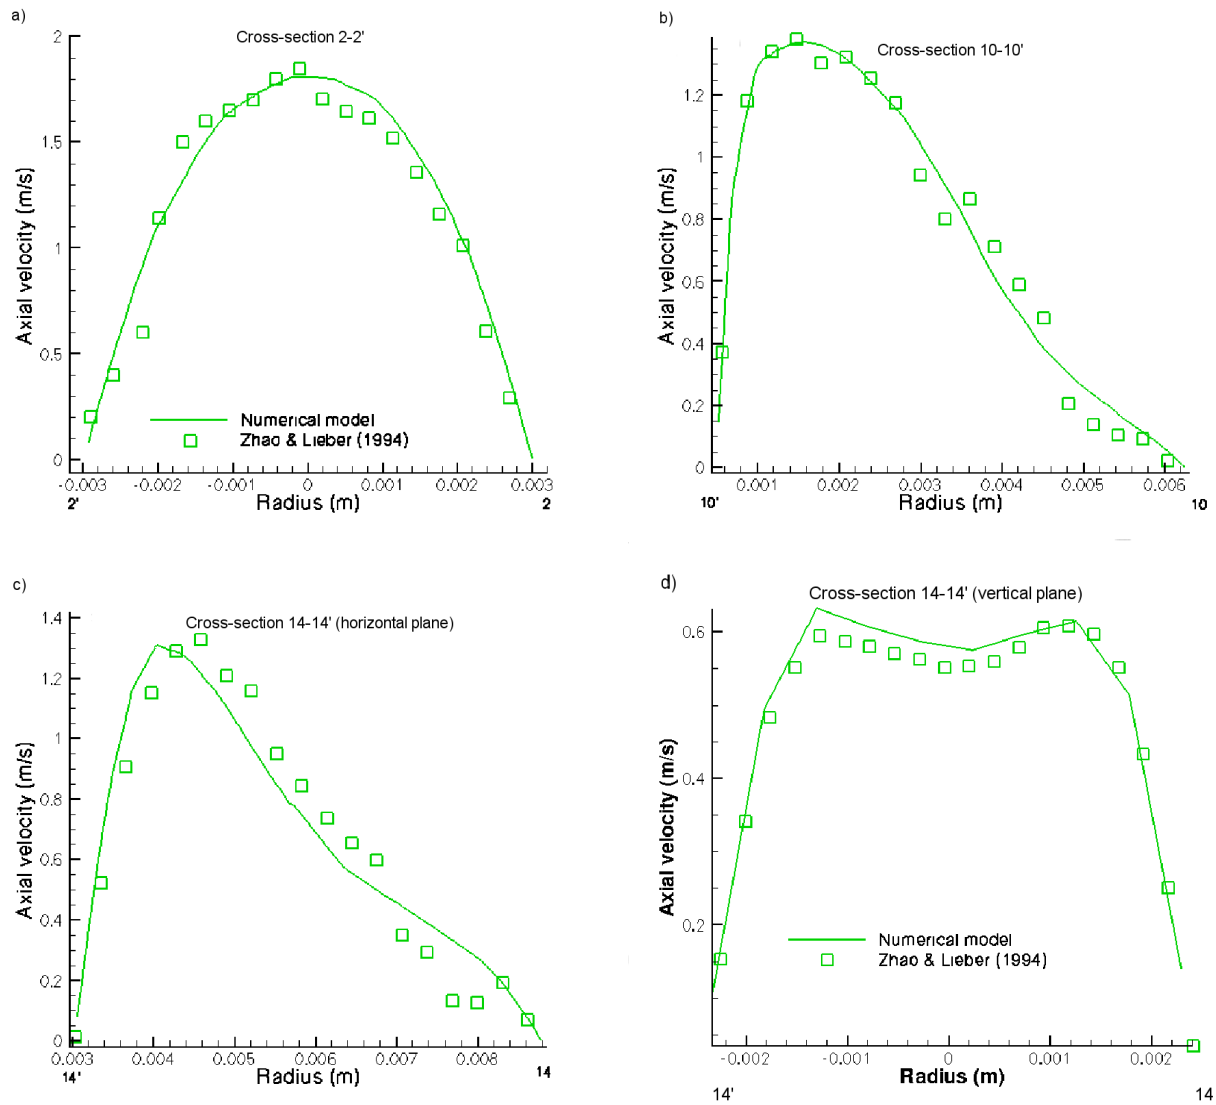 a)
Cross-section 2-2'
2
1.5
1
0.5
0
Axial velocity (m/s)
Numerical model
Zhao & Lieber (1994)
-0.003 -0.002 -0.001 0 0.001 0.002 0.003
2' Radius (m) 2
b)
Cross-section 10-10'
1.2
1
0.8
0.6
0.4
0.2
0
Axial velocity (m/s)
0.001 0.002 0.003 0.004 0.005 0.006
10' Radius (m) 10
c)
Cross-section 14-14' (horizontal plane)
1.4
1.2
1
0.8
0.6
0.4
0.2
0
Axial velocity (m/s)
0.003 0.004 0.005 0.006 0.007 0.008
14' Radius (m) 14
d)
Cross-section 14-14' (vertical plane)
0.6
0.4
0.2
Axial velocity (m/s)
Numerical model
Zhao & Lieber (1994)
-0.002 -0.001 0 0.001 0.002
Radius (m)
14' 14